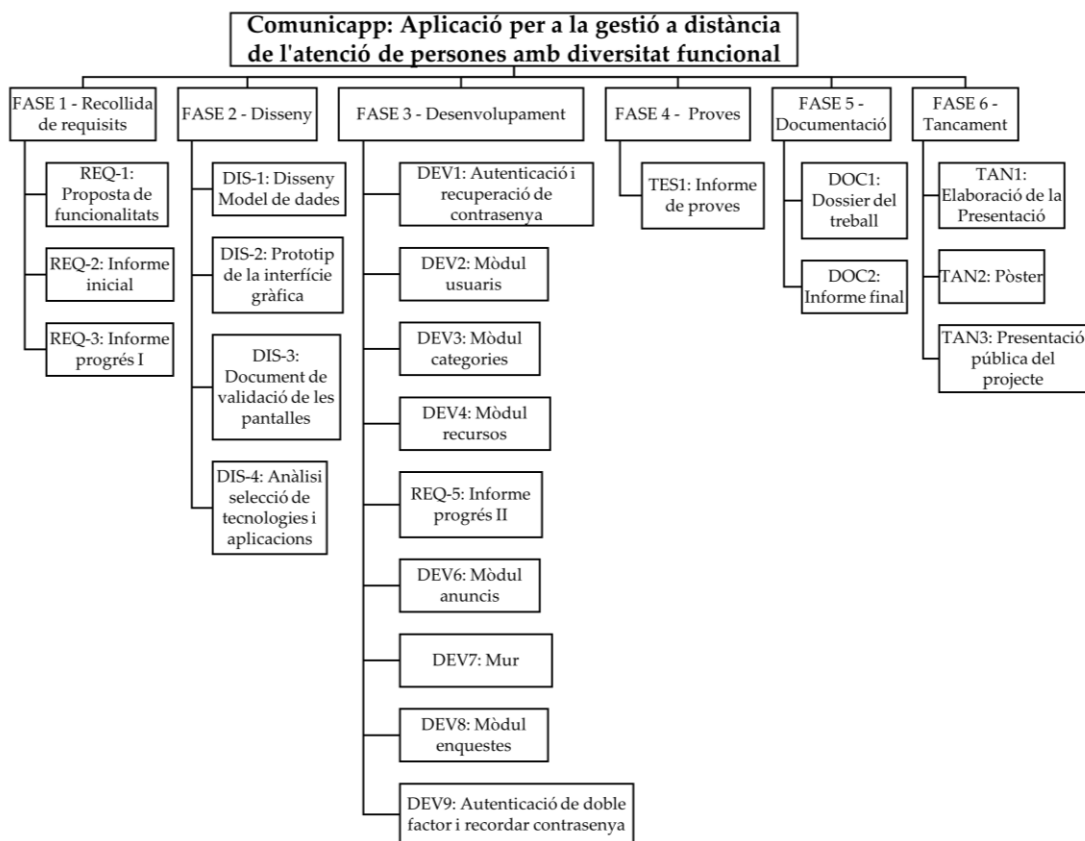 Comunicapp: Aplicació per a la gestió a distància
de l'atenció de persones amb diversitat funcional
FASE 1 - Recollida
de requisits
REQ-1:
Proposta de
funcionalitats
REQ-2: Informe
inicial
REQ-3: Informe
progrés I
FASE 2 - Disseny
DIS-1: Disseny
Model de dades
DIS-2: Prototip
de la interfície
gràfica
DIS-3:
Document de
validació de les
pantalles
DIS-4: Anàlisi
selecció de
tecnologies i
aplicacions
FASE 3 - Desenvolupament
DEV1: Autenticació i
recuperació de
contrasenya
DEV2: Mòdul
usuaris
DEV3: Mòdul
categories
DEV4: Mòdul
recursos
REQ-5: Informe
progrés II
DEV6: Mòdul
anuncis
DEV7: Mur
DEV8: Mòdul
enquestes
DEV9: Autenticació de doble
factor i recordar contrasenya
FASE 4 - Proves
TES1: Informe
de proves
FASE 5 -
Documentació
DOC1:
Dossier del
treball
DOC2:
Informe final
FASE 6 -
Tancament
TAN1:
Elaboració de la
Presentació
TAN2: Pòster
TAN3: Presentació
pública del
projecte